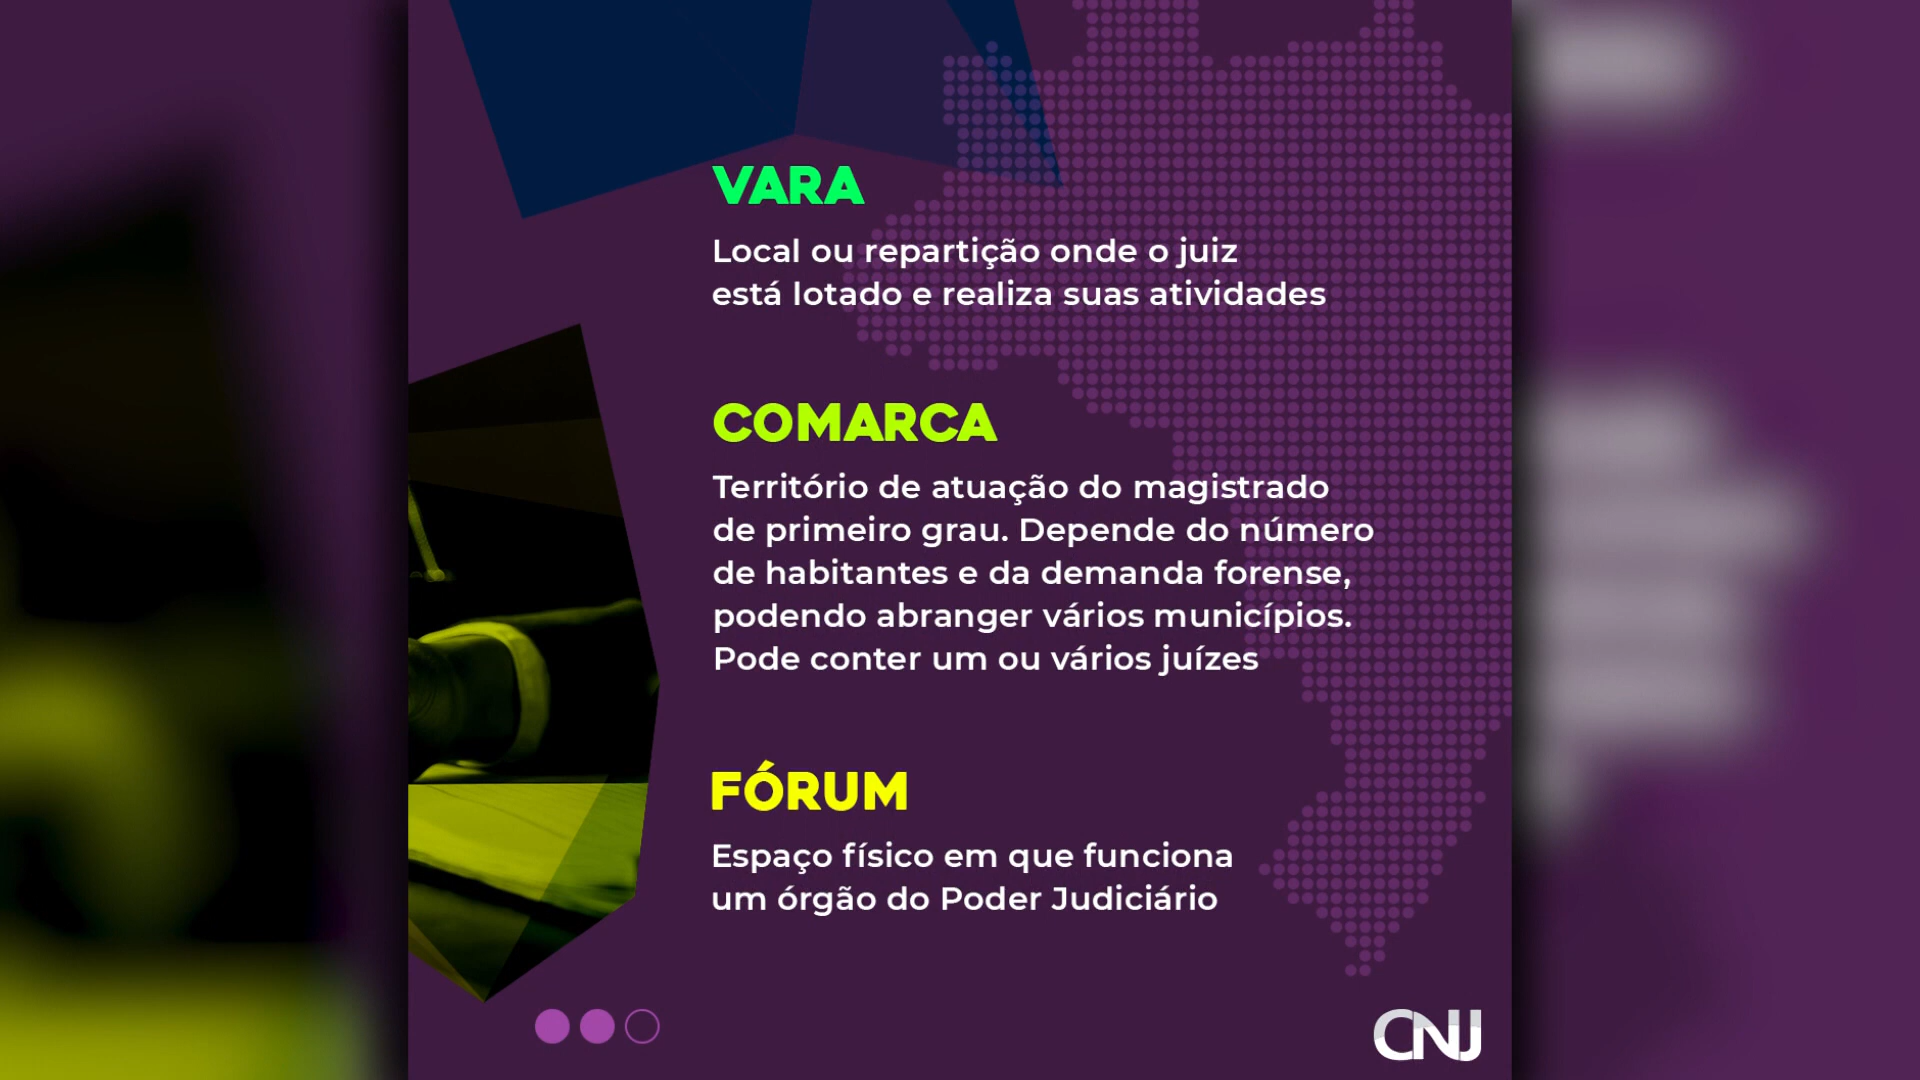 VARA
Local ou repartição onde o juiz
está lotado e realiza suas atividades
COMARCA
Território de atuação do magistrado
de primeiro grau. Depende do número
de habitantes e da demanda forense,
podendo abranger vários municípios.
Pode conter um ou vários juízes
FÓRUM
Espaço físico em que funciona
um órgão do Poder Judiciário
CNJ